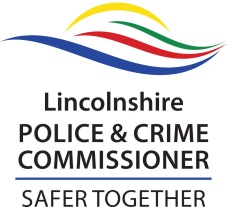 Lincolnshire
POLICE & CRIME
COMMISSIONER
SAFER TOGETHER